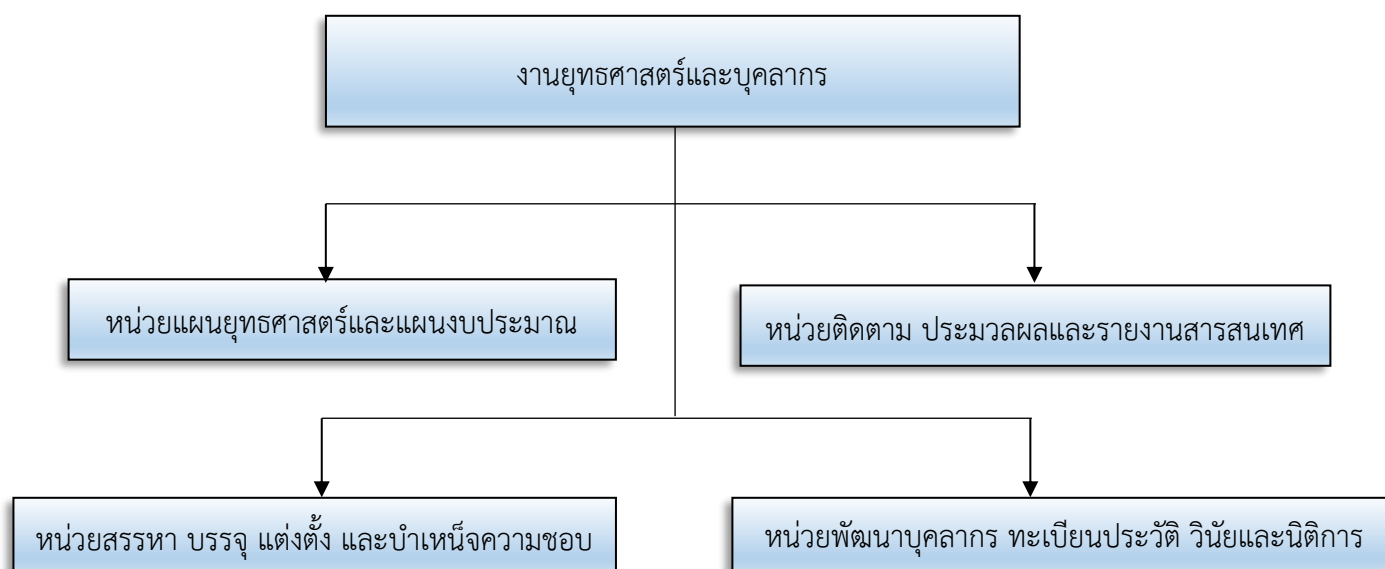 งานยุทธศาสตร์และบุคลากร
หน่วยแผนยุทธศาสตร์และแผนงบประมาณ
หน่วยติดตาม ประมวลผลและรายงานสารสนเทศ
หน่วยสรรหา บรรจุ แต่งตั้ง และบำเหน็จความชอบ
หน่วยพัฒนาบุคลากร ทะเบียนประวัติ วินัยและนิติการ